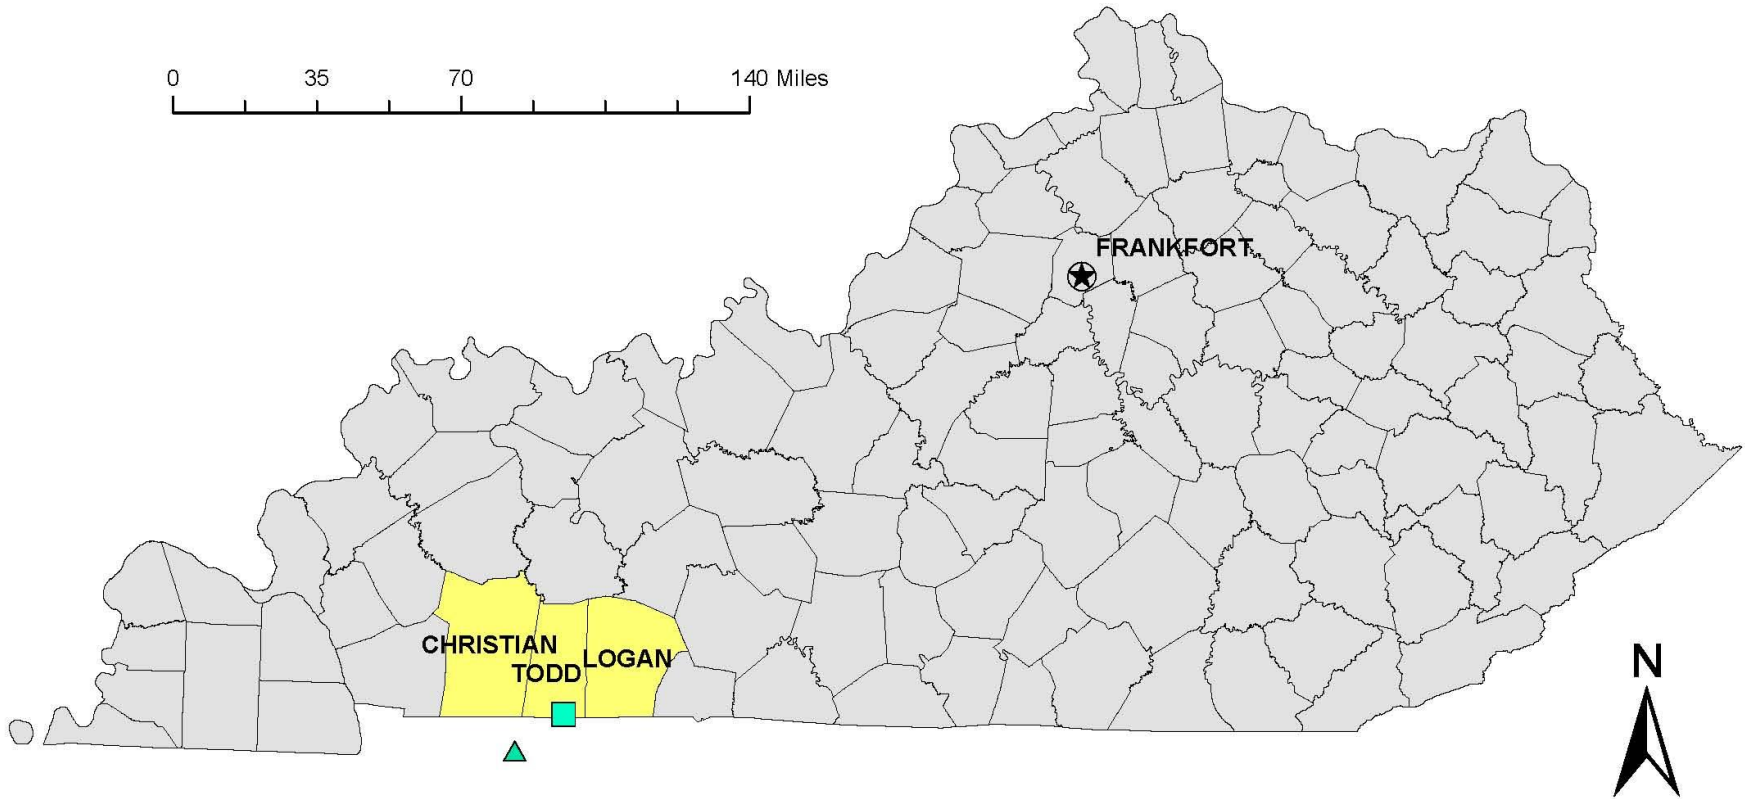 0 35 70 140 Miles
FRANKFORT
CHRISTIAN
TODD
LOGAN
N